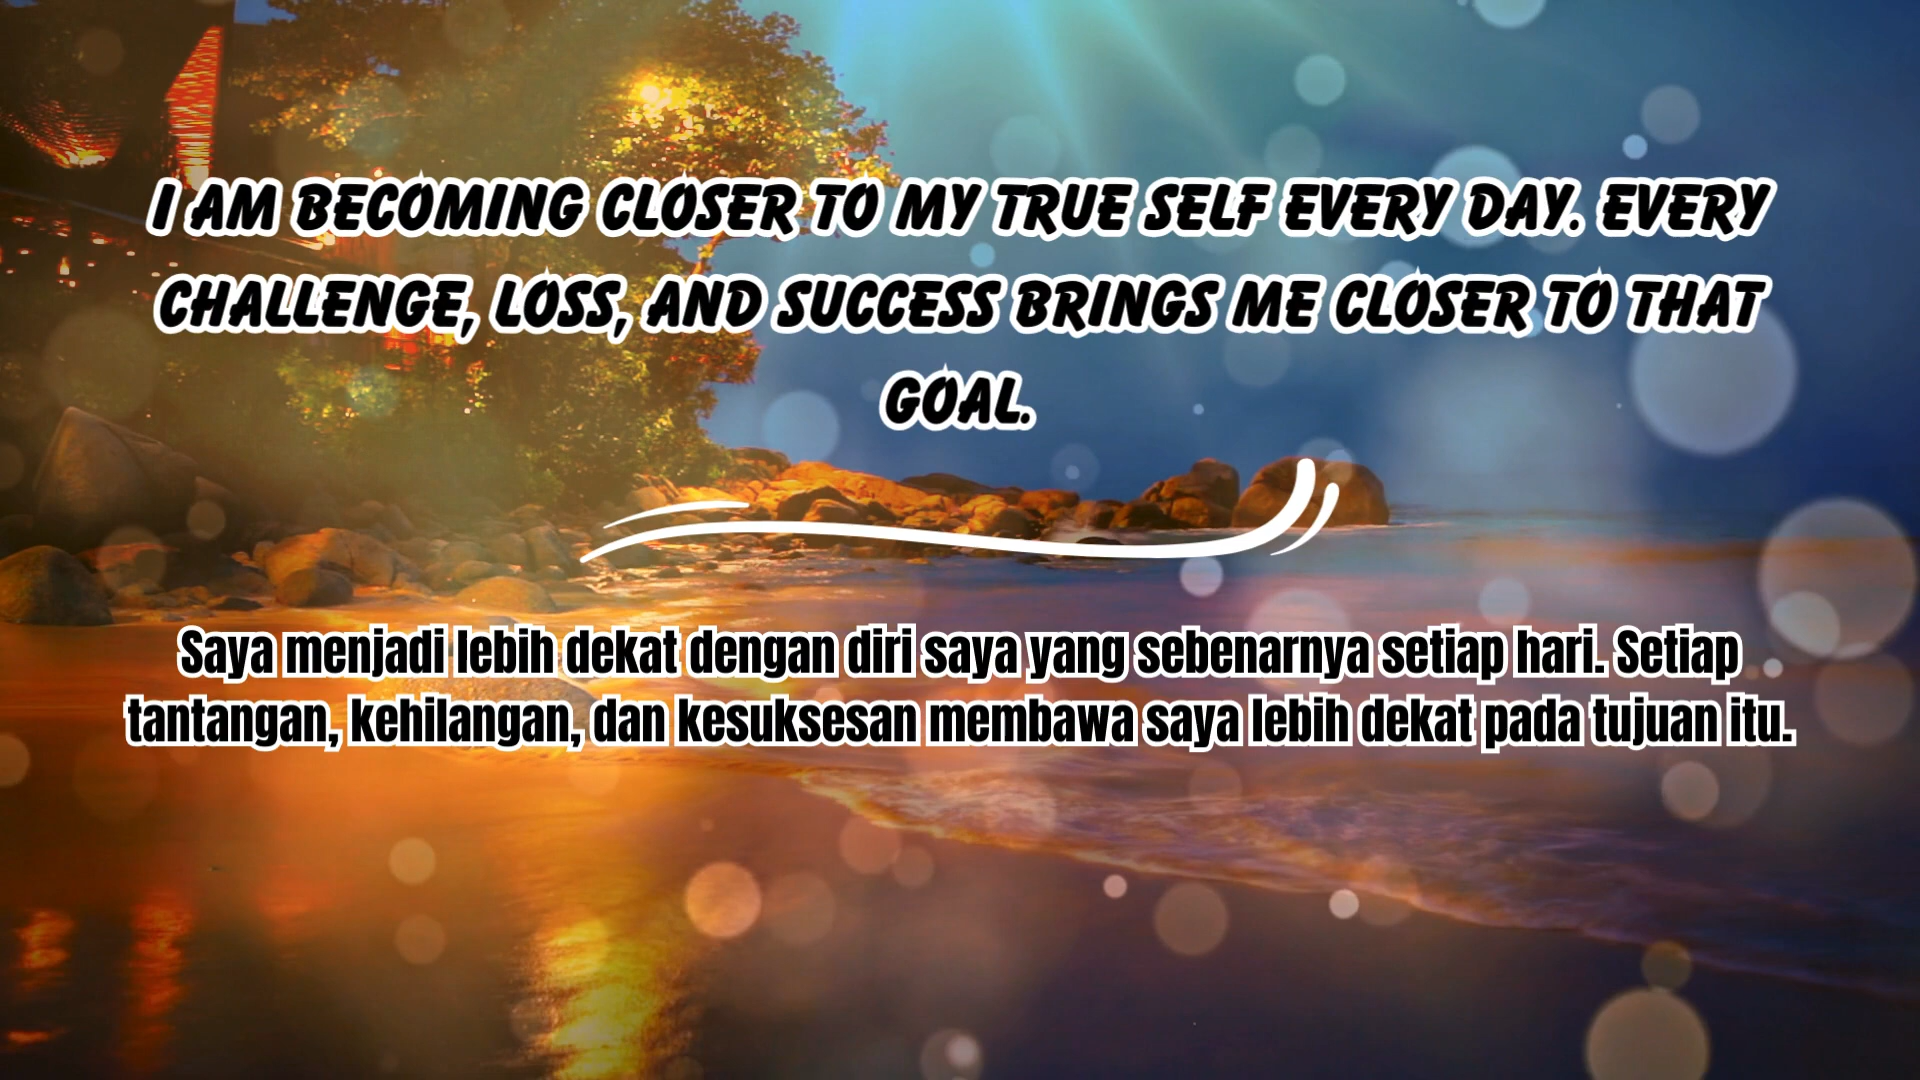 I AM BECOMING CLOSER TO MY TRUE SELF EVERY DAY. EVERY
CHALLENGE, LOSS, AND SUCCESS BRINGS ME CLOSER TO THAT
GOAL.
Saya menjadi lebih dekat dengan diri saya yang sebenarnya setiap hari. Setiap
tantangan, kehilangan, dan kesuksesan membawa saya lebih dekat pada tujuan itu.